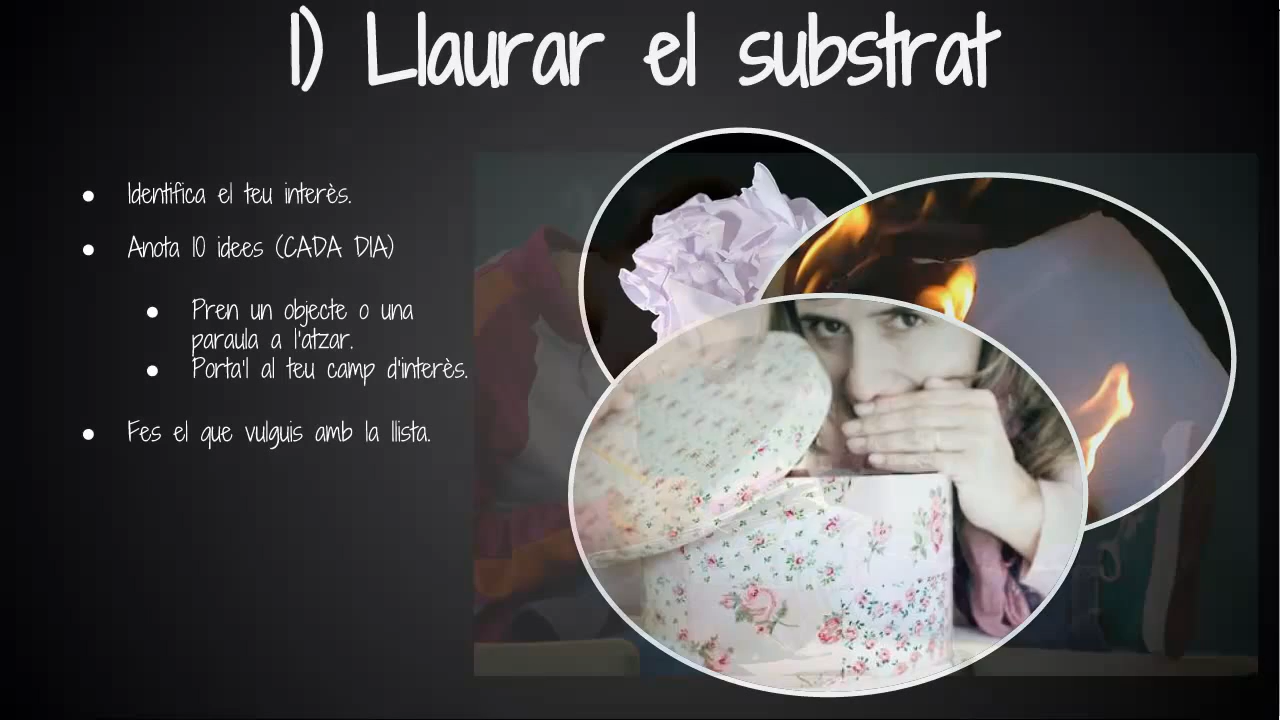 1) Llaurar el substrat
● Identifica el teu interès.
● Anota 10 idees (CADA DIA)
● Pren un objecte o una
paraula a l'atzar.
● Porta'l al teu camp d'interès.
● Fes el que vulguis amb la llista.